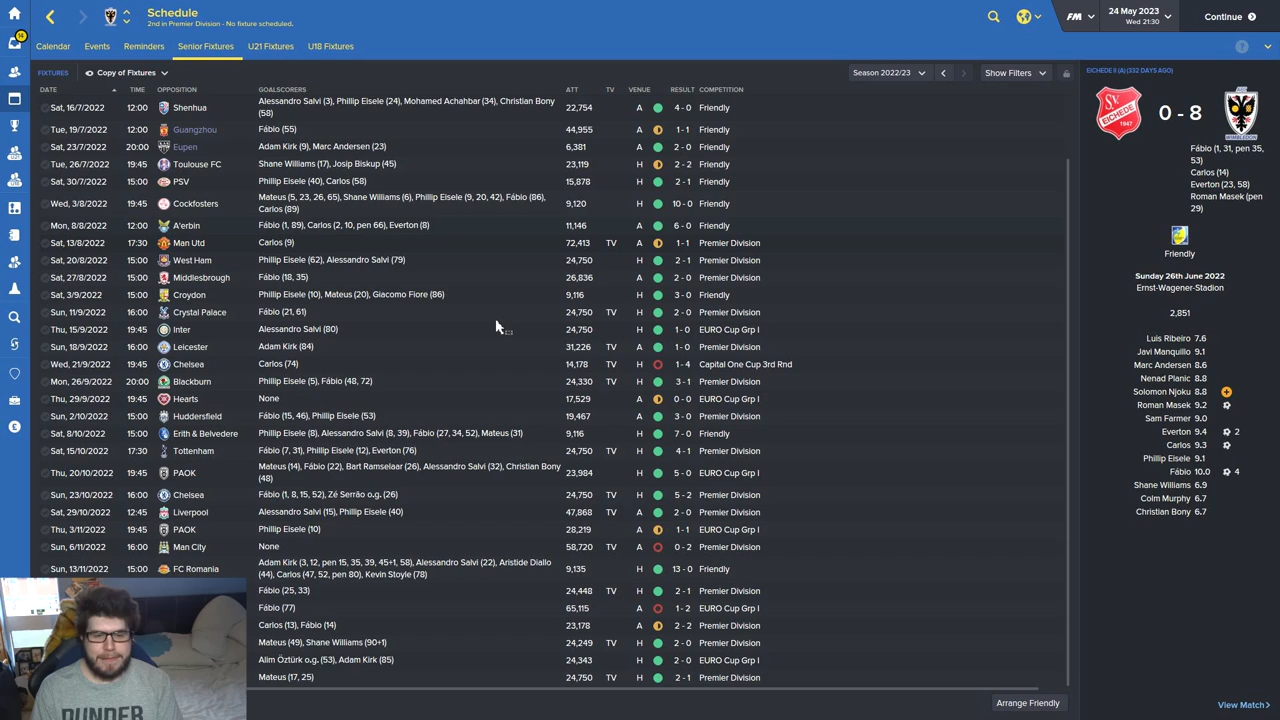 Schedule
2nd in Premier Division - No fixture scheduled.
14
FM
24 May 2023
Wed 21:30
Continue
Calendar Events Reminders Senior Fixtures U21 Fixtures U18 Fixtures
FIXTURES Copy of Fixtures Season 2022/23 Show Filters
DATE TIME OPPOSITION GOALSCORERS ATT TV VENUE RESULT COMPETITION
Sat, 16/7/2022 12:00 Shenhua Alessandro Salvi (3), Phillip Eisele (24), Mohamed Achahbar (34), Christian Bony (58) 22,754 A 4-0 Friendly
Tue, 19/7/2022 12:00 Guangzhou Fábio (55) 44,955 A 1-1 Friendly
Sat, 23/7/2022 20:00 Eupen Adam Kirk (9), Marc Andersen (23) 6,381 A 2-0 Friendly
Tue, 26/7/2022 19:45 Toulouse FC Shane Williams (17), Josip Biskup (45) 23,119 H 2-2 Friendly
Sat, 30/7/2022 15:00 PSV Phillip Eisele (40), Carlos (58) 15,878 H 2-1 Friendly
Wed, 3/8/2022 19:45 Cockfosters Mateus (5, 23, 26, 65), Shane Williams (6), Phillip Eisele (9, 20, 42), Fábio (86), Carlos (89) 9,120 H 10-0 Friendly
Mon, 8/8/2022 12:00 A'erbin Fábio (1, 89), Carlos (2, 10, pen 66), Everton (8) 11,146 A 6-0 Friendly
Sat, 13/8/2022 17:30 Man Utd Carlos (9) 72,413 TV A 1-1 Premier Division
Sat, 20/8/2022 15:00 West Ham Phillip Eisele (62), Alessandro Salvi (79) 24,750 H 2-1 Premier Division
Sat, 27/8/2022 15:00 Middlesbrough Fábio (18, 35) 26,836 A 2-0 Premier Division
Sat, 3/9/2022 15:00 Croydon Phillip Eisele (10), Mateus (20), Giacomo Fiore (86) 9,116 H 3-0 Friendly
Sun, 11/9/2022 16:00 Crystal Palace Fábio (21, 61) 24,750 TV H 2-0 Premier Division
Thu, 15/9/2022 19:45 Inter Alessandro Salvi (80) 24,750 H 1-0 EURO Cup Grp I
Sun, 18/9/2022 16:00 Leicester Adam Kirk (84) 31,226 TV A 1-0 Premier Division
Wed, 21/9/2022 19:45 Chelsea Carlos (74) 14,178 TV H 1-4 Capital One Cup 3rd Rnd
Mon, 26/9/2022 20:00 Blackburn Phillip Eisele (5), Fábio (48, 72) 24,330 TV H 3-1 Premier Division
Thu, 29/9/2022 19:45 Hearts None 17,529 A 0-0 EURO Cup Grp I
Sun, 2/10/2022 15:00 Huddersfield Fábio (15, 46), Phillip Eisele (53) 19,467 A 3-0 Premier Division
Sat, 8/10/2022 15:00 Erith & Belvedere Phillip Eisele (8), Alessandro Salvi (8, 39), Fábio (27, 34, 52), Mateus (31) 9,116 H 7-0 Friendly
Sat, 15/10/2022 17:30 Tottenham Fábio (7, 31), Phillip Eisele (12), Everton (76) 24,750 TV H 4-1 Premier Division
Thu, 20/10/2022 19:45 PAOK Mateus (14), Fábio (22), Bart Ramselaar (26), Alessandro Salvi (32), Christian Bony (48) 23,984 H 5-0 EURO Cup Grp I
Sun, 23/10/2022 16:00 Chelsea Fábio (1, 8, 15, 52), Zé Serrão o.g. (26) 24,750 TV H 5-2 Premier Division
Sat, 29/10/2022 12:45 Liverpool Alessandro Salvi (15), Phillip Eisele (40) 47,868 TV A 2-0 Premier Division
Thu, 3/11/2022 19:45 PAOK Phillip Eisele (10) 28,219 A 1-1 EURO Cup Grp I
Sun, 6/11/2022 16:00 Man City None 58,720 TV A 0-2 Premier Division
Sun, 13/11/2022 15:00 FC Romania Adam Kirk (3, 12, pen 15, 35, 39, 45+1, 58), Alessandro Salvi (22), Aristide Diallo (44), Carlos (47, 52, pen 80), Kevin Stoyle (78) 9,135 H 13-0 Friendly
Fábio (25, 33) 24,448 TV H 2-1 Premier Division
Fábio (77) 65,115 A 1-2 EURO Cup Grp I
Carlos (13), Fábio (14) 23,178 A 2-2 Premier Division
Mateus (49), Shane Williams (90+1) 24,249 TV H 2-0 Premier Division
Alim Öztürk o.g. (53), Adam Kirk (85) 24,343 H 2-0 EURO Cup Grp I
Mateus (17, 25) 24,750 TV H 2-1 Premier Division
Arrange Friendly
EICHEDE II (A) (332 DAYS AGO)
S.V. EICHEDE 1947
0 - 8
WIMBLEDON
Fábio (1, 31, pen 35, 53)
Carlos (14)
Everton (23, 58)
Roman Masek (pen 29)
Friendly
Sunday 26th June 2022
Ernst-Wagener-Stadion
2,851
Luis Ribeiro 7.6
Javi Manquillo 9.1
Marc Andersen 8.6
Nenad Planic 8.8
Solomon Njoku 8.8
Roman Masek 9.2
Sam Farmer 9.0
Everton 9.4 2
Carlos 9.3
Phillip Eisele 9.1
Fábio 10.0 4
Shane Williams 6.9
Colm Murphy 6.7
Christian Bony 6.7
View Match